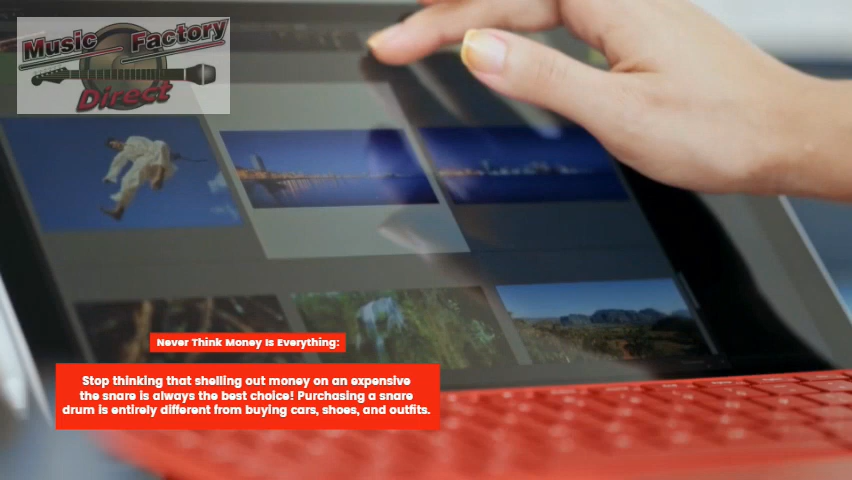 Music Factory
Direct
Never Think Money Is Everything:
Stop thinking that shelling out money on an expensive
the snare is always the best choice! Purchasing a snare
drum is entirely different from buying cars, shoes, and outfits.